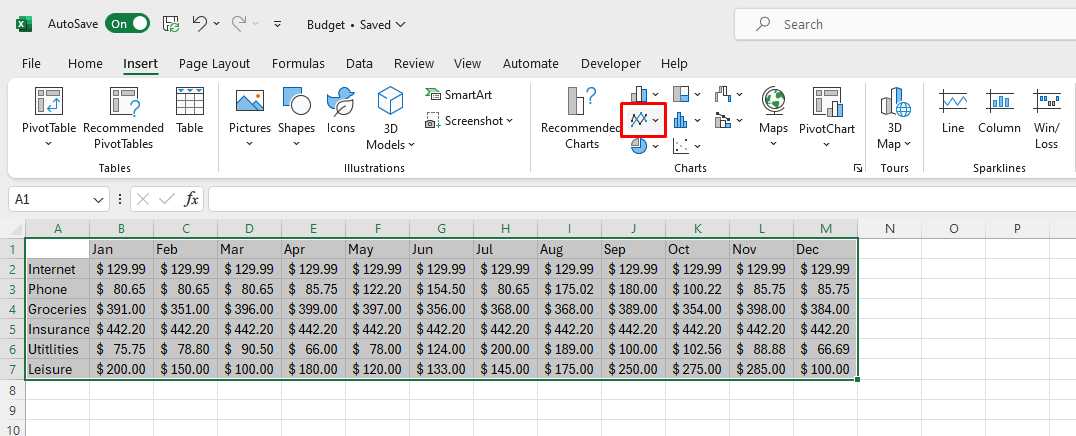 AutoSave On Budget • Saved Search
File Home Insert Page Layout Formulas Data Review View Automate Developer Help
PivotTable Recommended PivotTables Table Pictures Shapes Icons 3D Models SmartArt Screenshot Recommended Charts Maps PivotChart 3D Map Line Column Win/Loss
Tables Illustrations Charts Tours Sparklines
A1 fx
A B C D E F G H I J K L M N O P
1 Jan Feb Mar Apr May Jun Jul Aug Sep Oct Nov Dec
2 Internet $ 129.99 $ 129.99 $ 129.99 $ 129.99 $ 129.99 $ 129.99 $ 129.99 $ 129.99 $ 129.99 $ 129.99 $ 129.99 $ 129.99
3 Phone $ 80.65 $ 80.65 $ 80.65 $ 85.75 $ 122.20 $ 154.50 $ 80.65 $ 175.02 $ 180.00 $ 100.22 $ 85.75 $ 85.75
4 Groceries $ 391.00 $ 351.00 $ 396.00 $ 399.00 $ 397.00 $ 356.00 $ 368.00 $ 368.00 $ 389.00 $ 354.00 $ 398.00 $ 384.00
5 Insurance $ 442.20 $ 442.20 $ 442.20 $ 442.20 $ 442.20 $ 442.20 $ 442.20 $ 442.20 $ 442.20 $ 442.20 $ 442.20 $ 442.20
6 Utitlities $ 75.75 $ 78.80 $ 90.50 $ 66.00 $ 78.00 $ 124.00 $ 200.00 $ 189.00 $ 100.00 $ 102.56 $ 88.88 $ 66.69
7 Leisure $ 200.00 $ 150.00 $ 100.00 $ 180.00 $ 120.00 $ 133.00 $ 145.00 $ 175.00 $ 250.00 $ 275.00 $ 285.00 $ 100.00
8
9
10